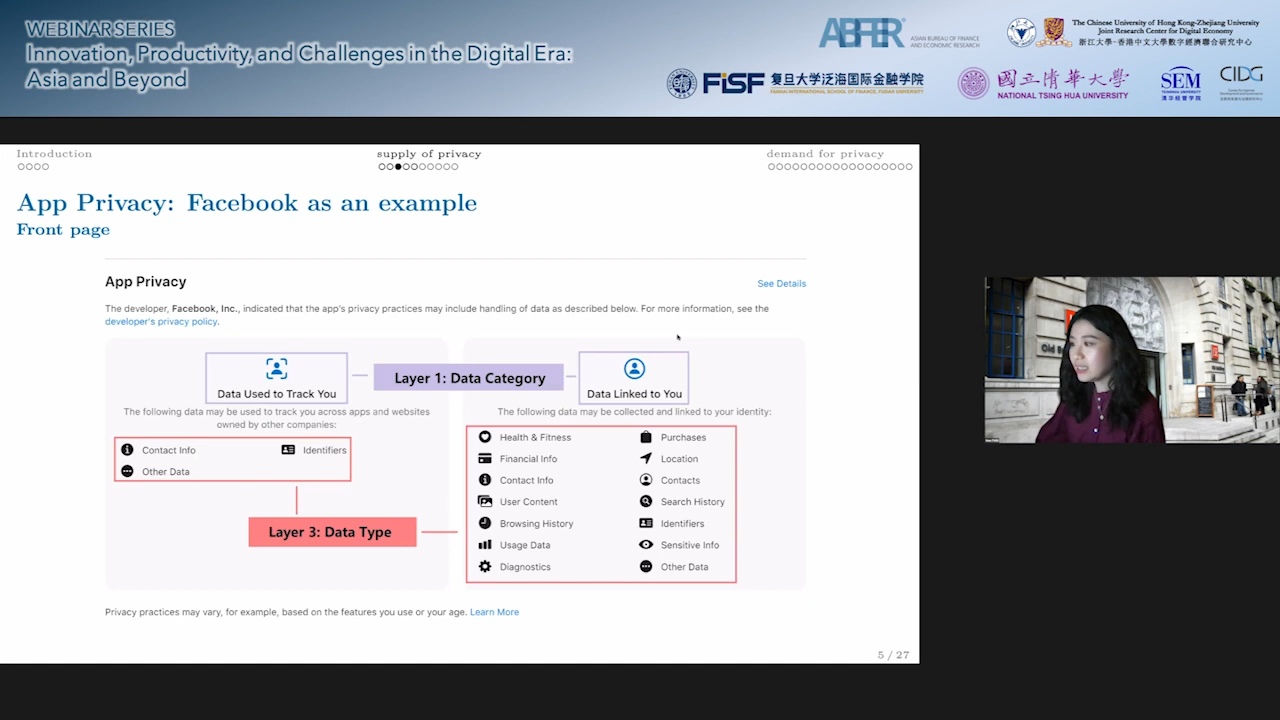 WEBINAR SERIES
Innovation, Productivity, and Challenges in the Digital Era:
Asia and Beyond
ABFER
ASIAN BUREAU OF FINANCE
AND ECONOMIC RESEARCH
The Chinese University of Hong Kong-Zhejiang University
Joint Research Center for Digital Economy
浙江大學-香港中文大學數字經濟聯合研究中心
FISF 复旦大学泛海国际金融学院
FANHAI INTERNATIONAL SCHOOL OF FINANCE, FUDAN UNIVERSITY
國立清華大學
NATIONAL TSING HUA UNIVERSITY
SEM
TSINGHUA UNIVERSITY
清华经管学院
CIDG
Introduction
supply of privacy
demand for privacy
App Privacy: Facebook as an example
Front page
App Privacy
See Details
The developer, Facebook, Inc., indicated that the app's privacy practices may include handling of data as described below. For more information, see the
developer's privacy policy.
Data Used to Track You
Layer 1: Data Category
Data Linked to You
The following data may be used to track you across apps and websites
owned by other companies:
Contact Info
Identifiers
Other Data
The following data may be collected and linked to your identity:
Health & Fitness
Purchases
Financial Info
Location
Contact Info
Contacts
User Content
Search History
Browsing History
Identifiers
Usage Data
Sensitive Info
Diagnostics
Other Data
Layer 3: Data Type
Privacy practices may vary, for example, based on the features you use or your age. Learn More
5 / 27
Old B